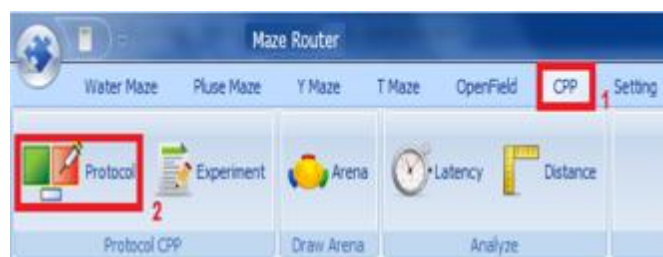 Maze Router
Water Maze Pluse Maze Y Maze T Maze OpenField CPP 1 Setting
Protocol Experiment Arena Latency Distance
2
Protocol CPP Draw Arena Analyze